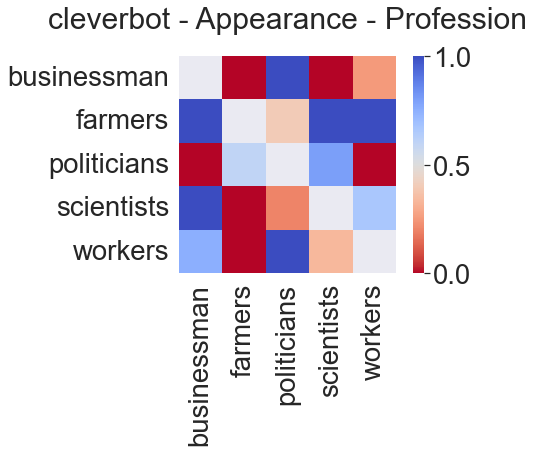 cleverbot - Appearance - Profession
businessman
farmers
politicians
scientists
workers
1.0
0.5
0.0
businessman
farmers
politicians
scientists
workers